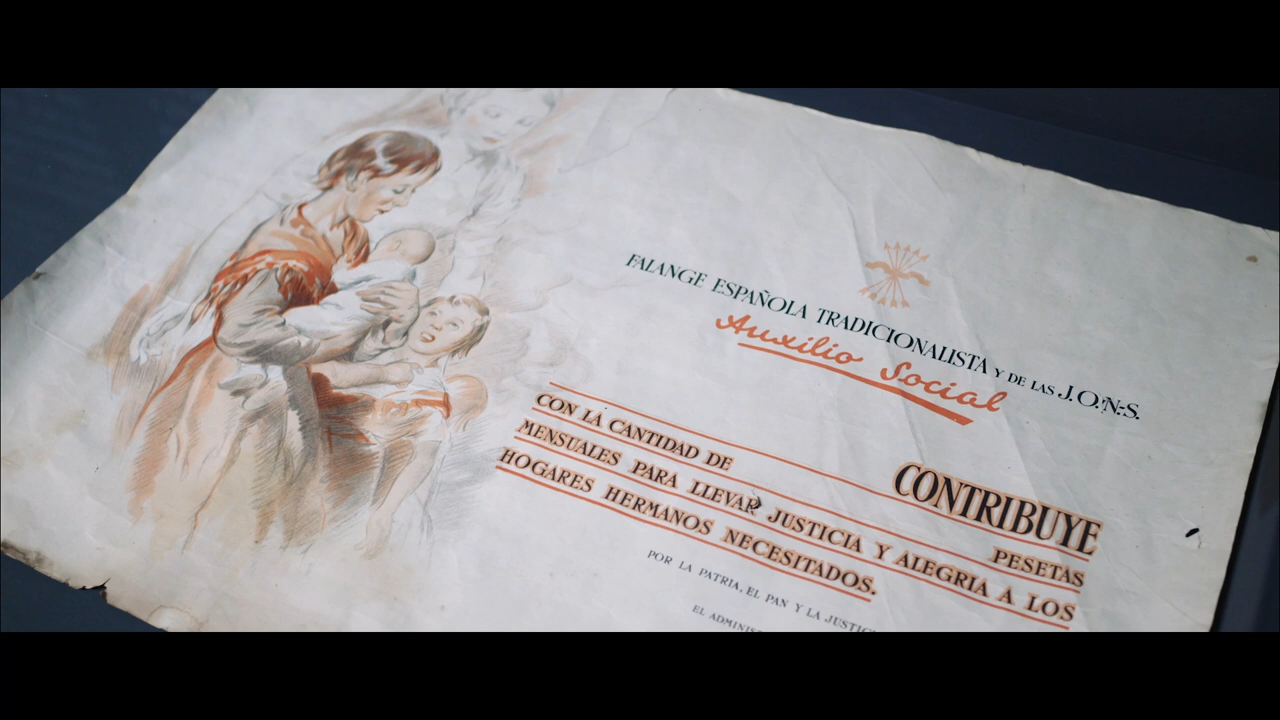 FALANGE ESPAÑOLA TRADICIONALISTA Y DE LAS J.O.N-S.
Auxilio Social
CONTRIBUYE
CON LA CANTIDAD DE PESETAS
MENSUALES PARA LLEVAR JUSTICIA Y ALEGRIA A LOS
HOGARES HERMANOS NECESITADOS.
POR LA PATRIA, EL PAN Y LA
EL